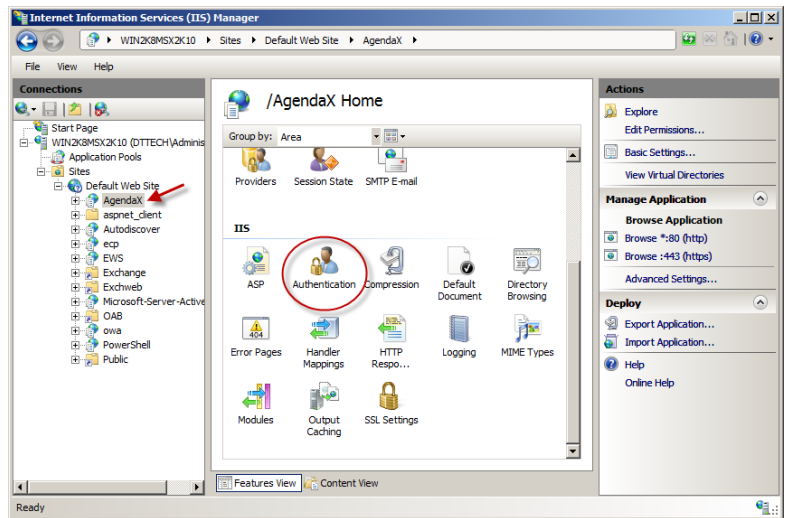 Internet Information Services (IIS) Manager
WIN2K8MSX2K10 Sites Default Web Site AgendaX
File View Help
Connections
Start Page
WIN2K8MSX2K10 (DTTECH\Adminis
Application Pools
Sites
Default Web Site
AgendaX
aspnet_client
Autodiscover
ecp
EWS
Exchange
Exchweb
Microsoft-Server-Active
OAB
owa
PowerShell
Public
/AgendaX Home
Group by: Area
Providers Session State SMTP E-mail
IIS
ASP Authentication Compression Default Document Directory Browsing
404
Error Pages Handler Mappings HTTP Respo... Logging MIME Types
Modules Output Caching SSL Settings
Features View Content View
Actions
Explore
Edit Permissions...
Basic Settings...
View Virtual Directories
Manage Application
Browse Application
Browse *:80 (http)
Browse :443 (https)
Advanced Settings...
Deploy
Export Application...
Import Application...
Help
Online Help
Ready